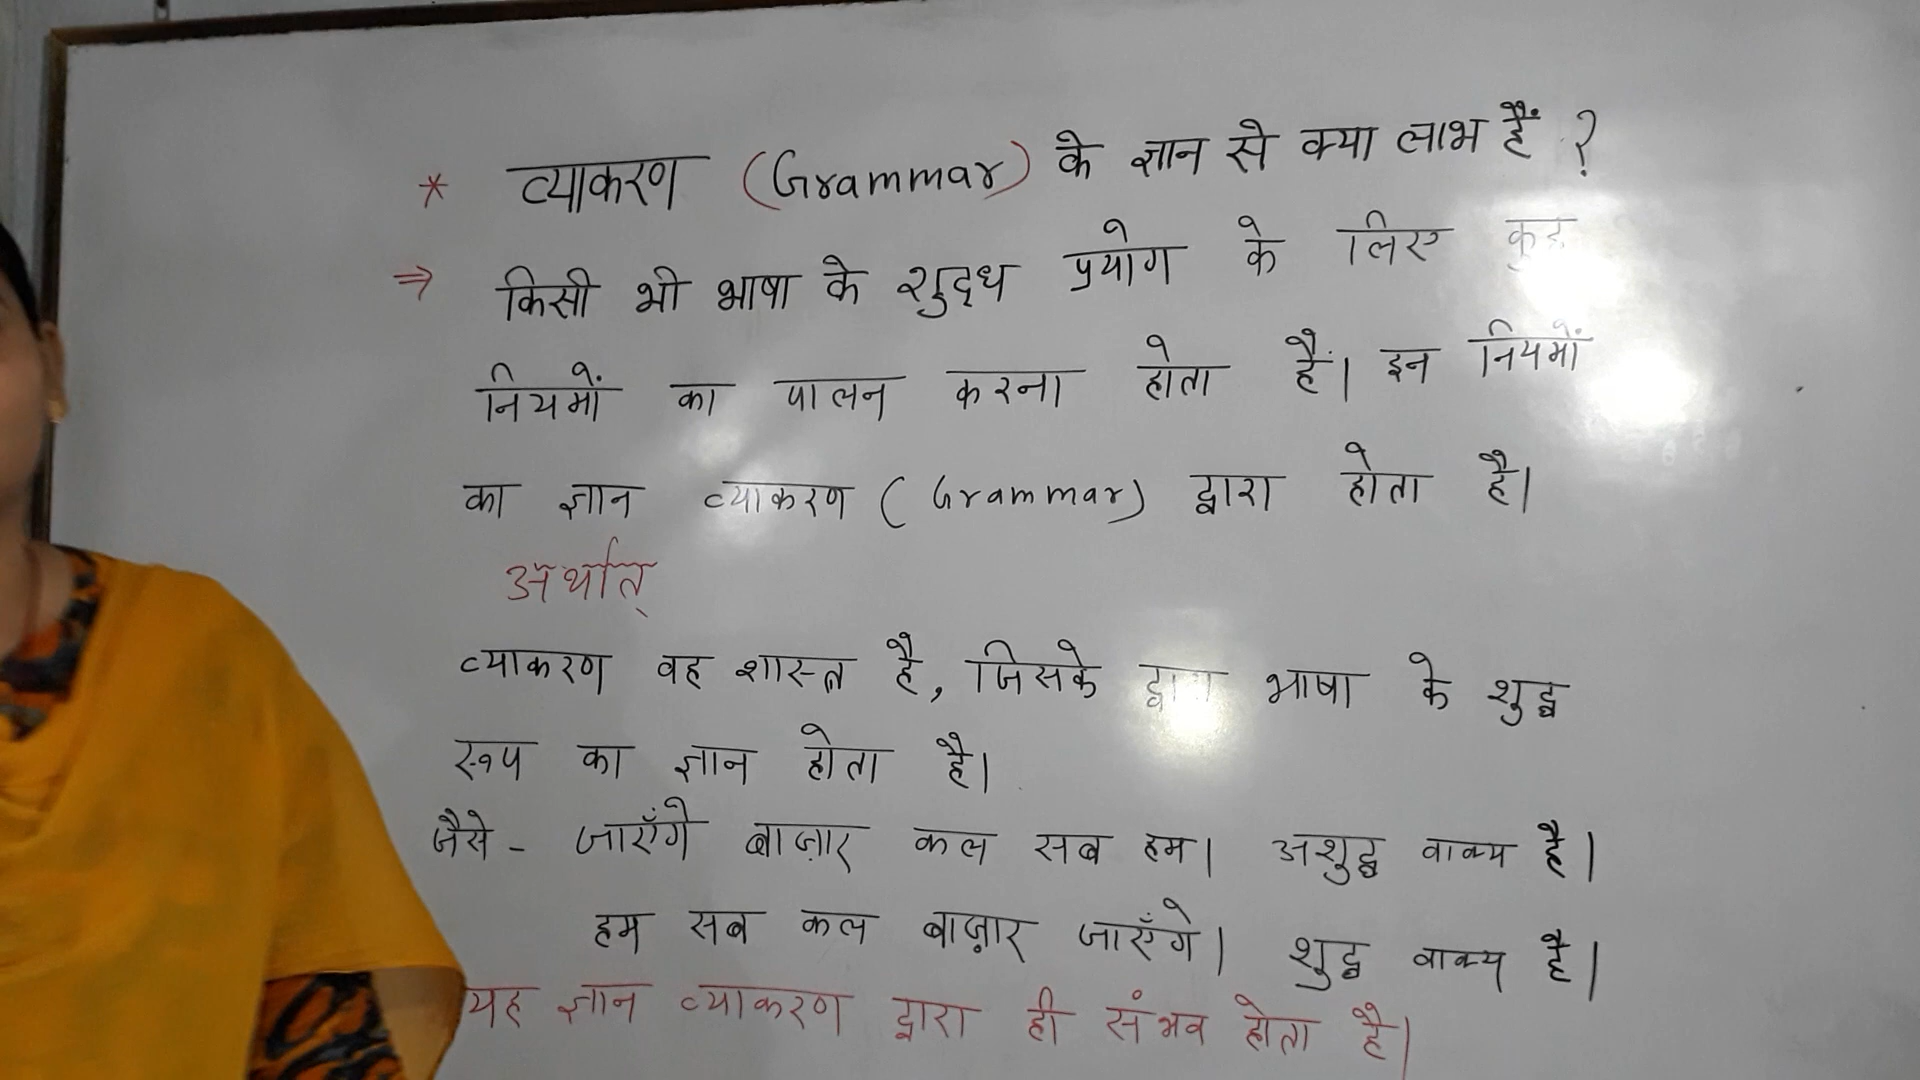 * व्याकरण (Grammar) के ज्ञान से क्या लाभ हैं ?
⇒ किसी भी भाषा के शुद्ध प्रयोग के लिए कुछ
नियमों का पालन करना होता है। इन नियमों
का ज्ञान व्याकरण (Grammar) द्वारा होता है।
अर्थात्
व्याकरण वह शास्त्र है, जिसके द्वारा भाषा के शुद्ध
रूप का ज्ञान होता है।
जैसे - जाएँगे बाज़ार कल सब हम। अशुद्ध वाक्य है।
हम सब कल बाज़ार जाएँगे। शुद्ध वाक्य है।
यह ज्ञान व्याकरण द्वारा ही संभव होता है।